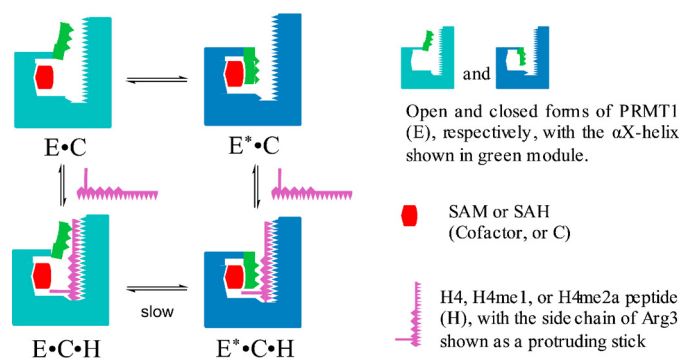 E•C
E*•C
slow
E•C•H
E*•C•H
and
Open and closed forms of PRMT1
(E), respectively, with the αX-helix
shown in green module.
SAM or SAH
(Cofactor, or C)
H4, H4me1, or H4me2a peptide
(H), with the side chain of Arg3
shown as a protruding stick